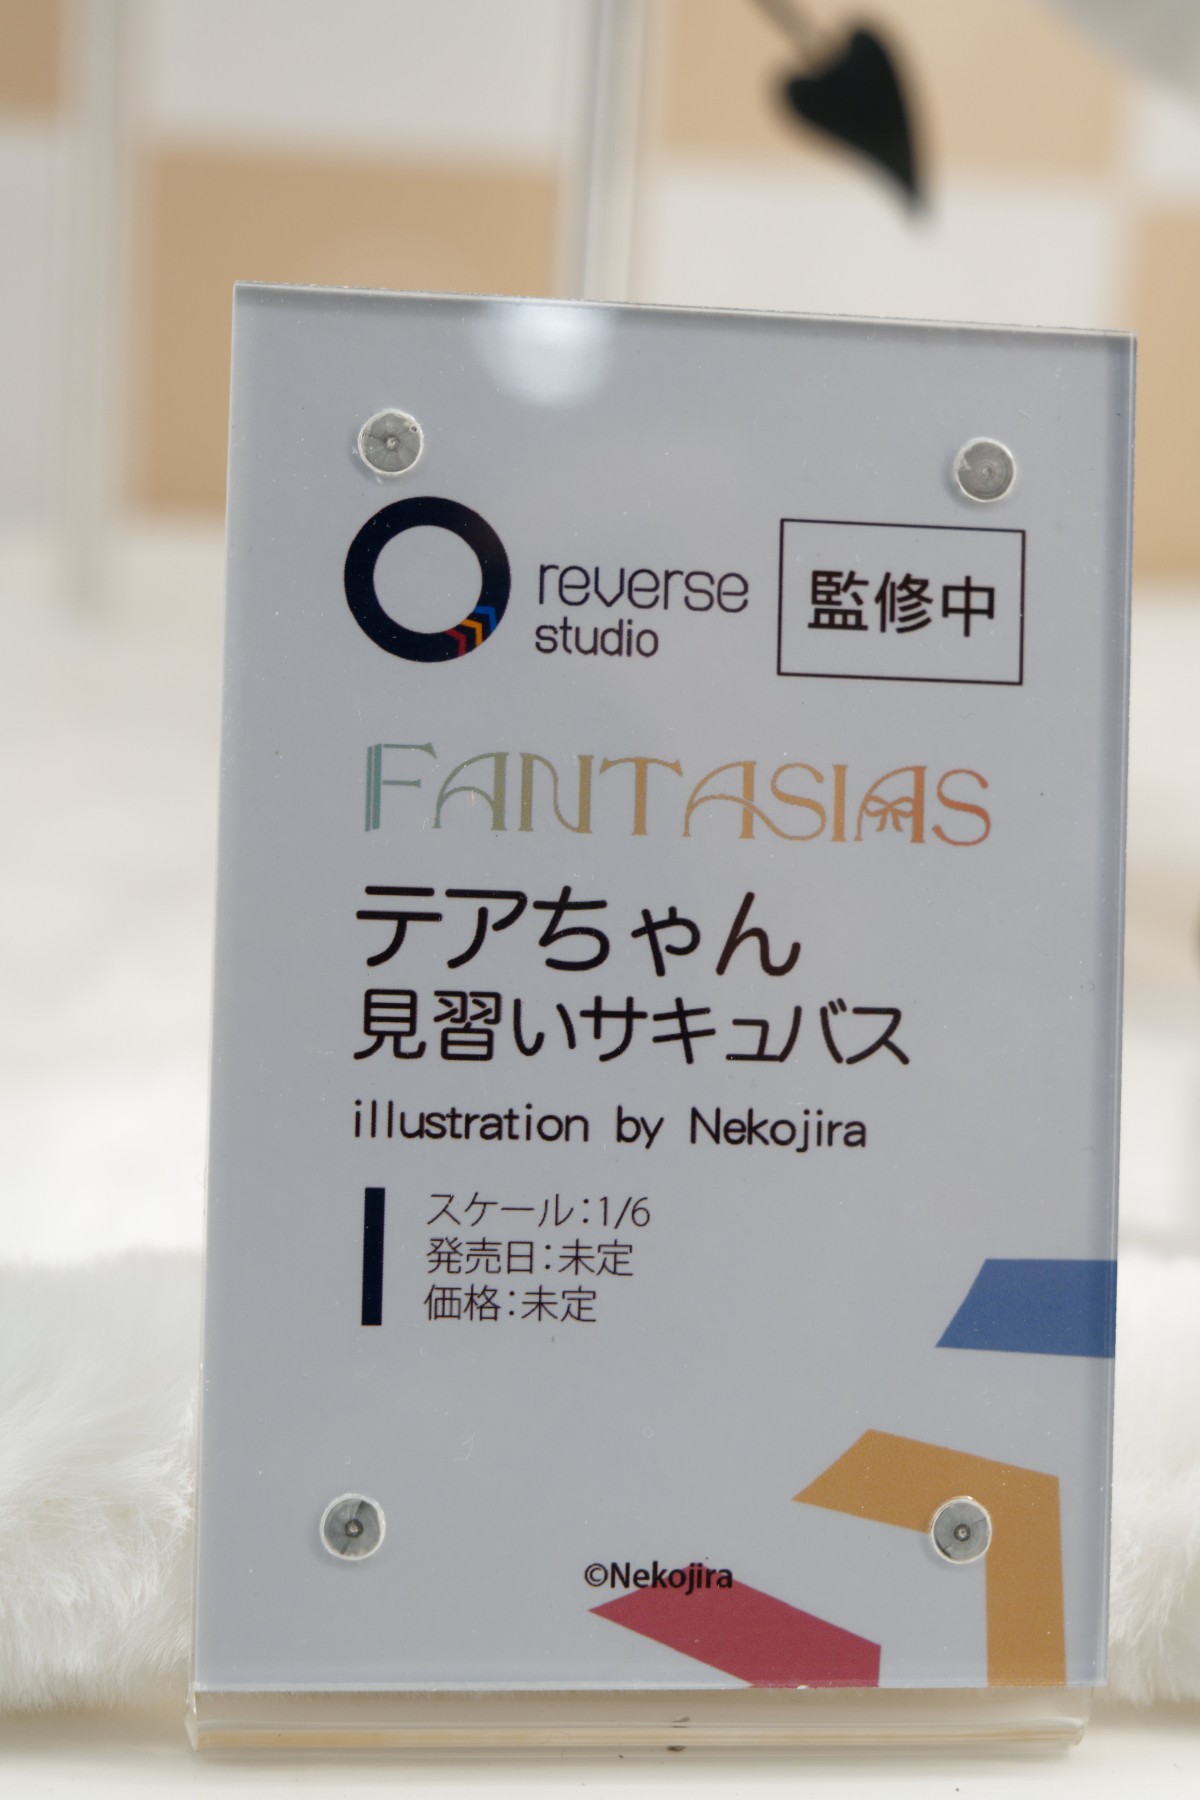 reverse
studio
監修中
FANTASIAS
テアちゃん
見習いサキュバス
illustration by Nekojira
スケール：1/6
発売日：未定
価格：未定
©Nekojira